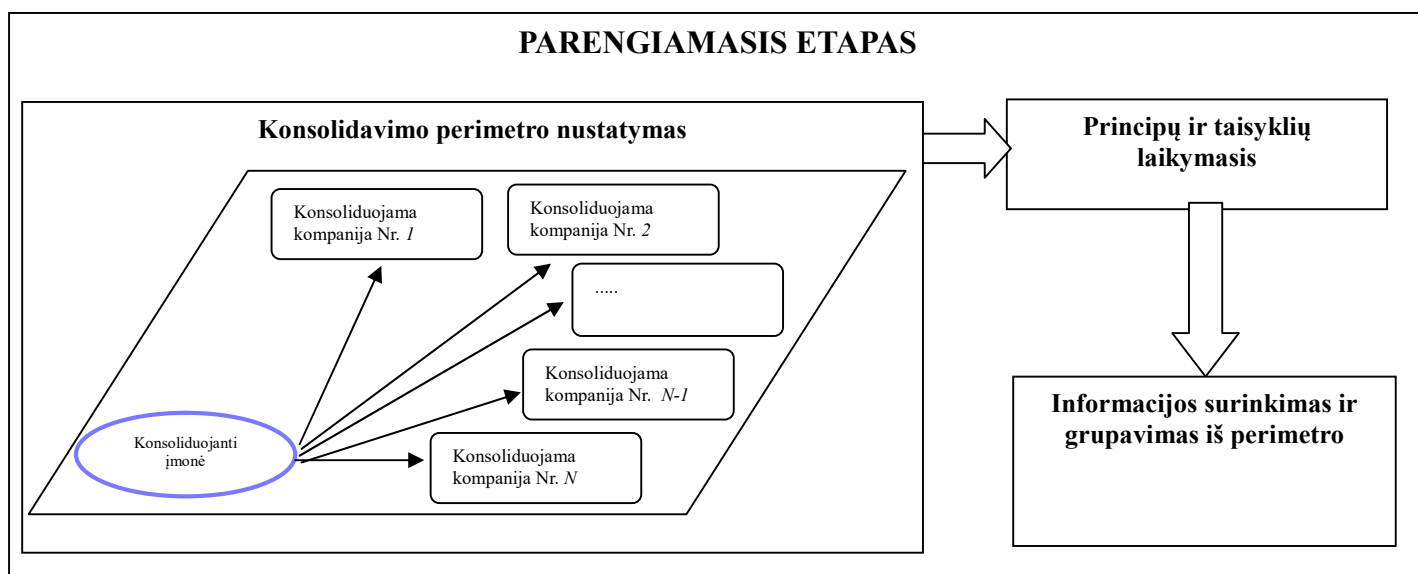 PARENGIAMASIS ETAPAS
Konsolidavimo perimetro nustatymas
Konsoliduojama
kompanija Nr. 1
Konsoliduojama
kompanija Nr. 2
.....
Konsoliduojama
kompanija Nr. N-1
Konsoliduojama
kompanija Nr. N
Konsoliduojanti
įmonė
Principų ir taisyklių
laikymasis
Informacijos surinkimas ir
grupavimas iš perimetro